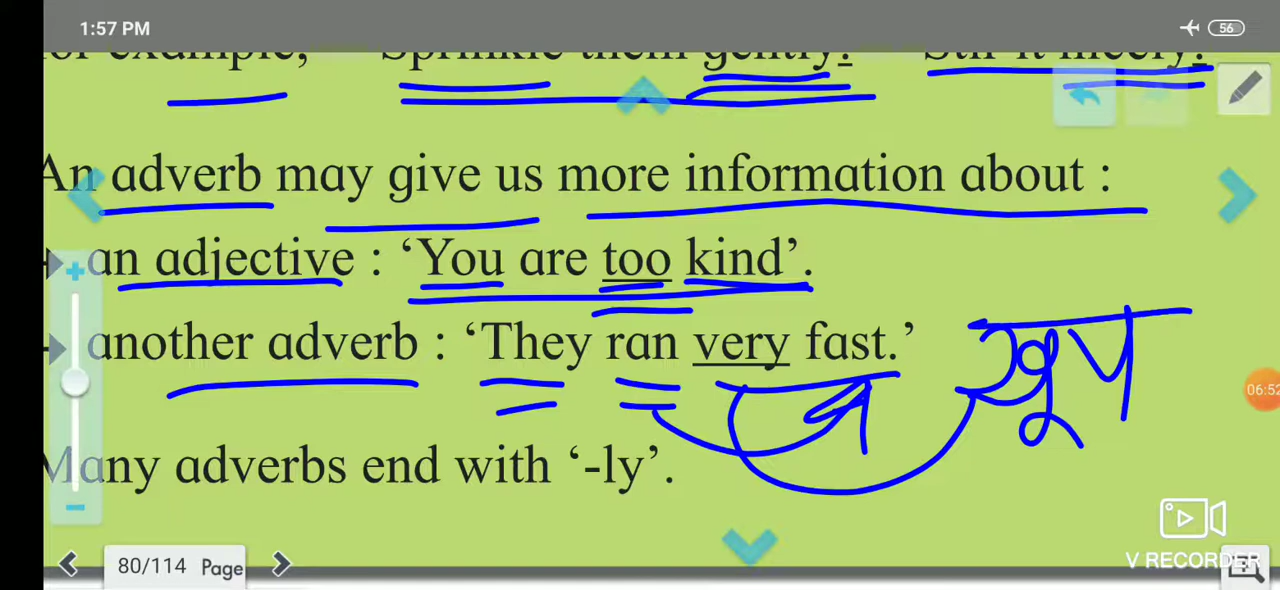 1:57 PM
56
for example, 'Sprinkle them gently.' 'Stir it nicely.'
An adverb may give us more information about :
an adjective : ‘You are too kind’.
another adverb : ‘They ran very fast.’
खूप
Many adverbs end with ‘-ly’.
06:52
80/114 Page
V RECORDER